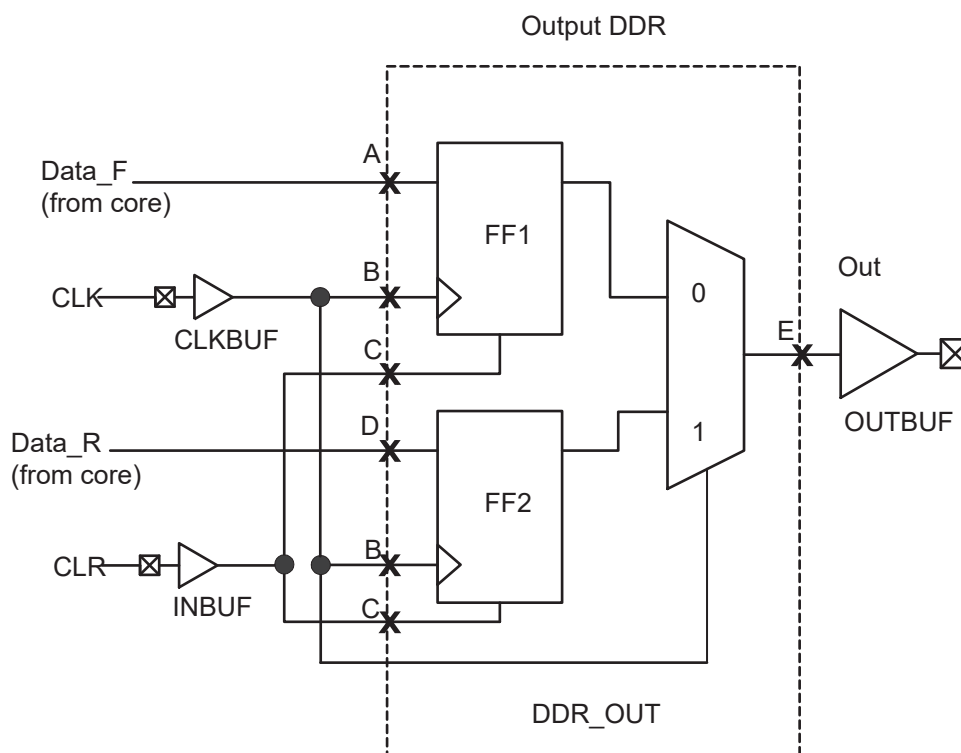 Output DDR
A
Data_F
(from core)
FF1
B
CLK
CLKBUF
C
0
Out
E
OUTBUF
D
Data_R
(from core)
1
FF2
B
CLR
INBUF
C
DDR_OUT